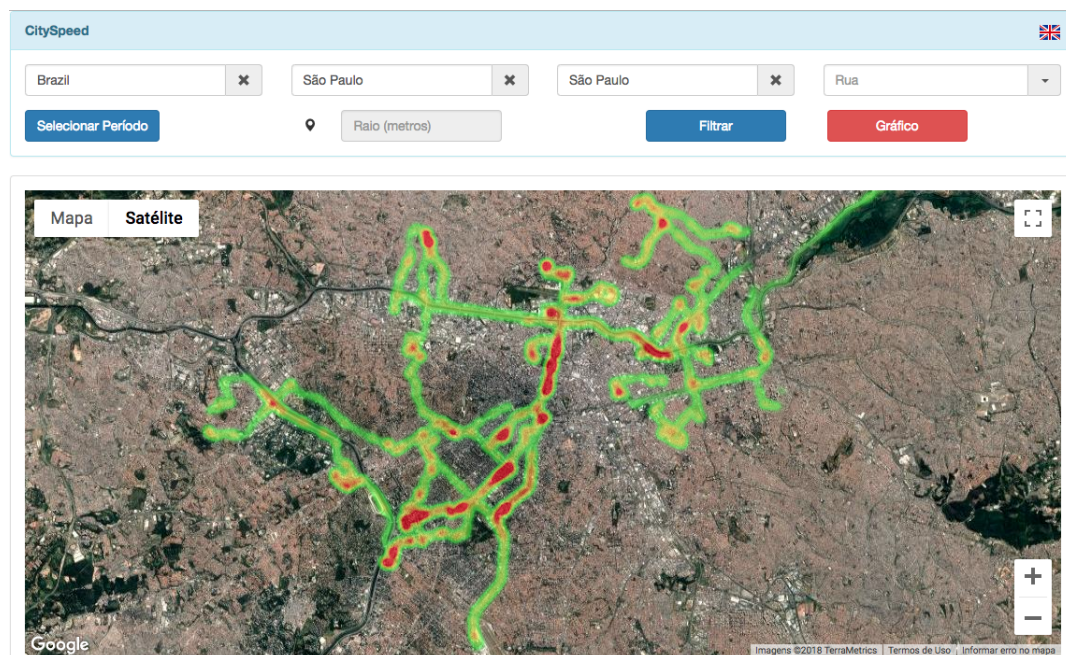 CitySpeed
Brazil
São Paulo
São Paulo
Rua
Selecionar Período
Raio (metros)
Filtrar
Gráfico
Mapa
Satélite
Google
Imagens ©2018 TerraMetrics
Termos de Uso
Informar erro no mapa